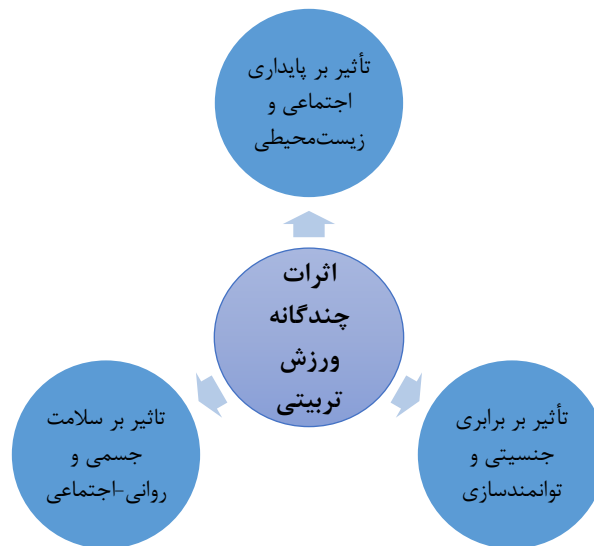 تأثیر بر پایداری
اجتماعی و
زیست‌محیطی
اثرات
چندگانه
ورزش
تربیتی
تأثیر بر برابری
جنسیتی و
توانمندسازی
تاثیر بر سلامت
جسمی و
روانی-اجتماعی